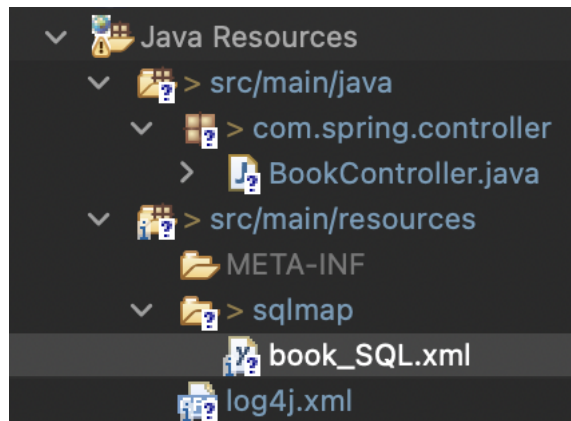 Java Resources
> src/main/java
> com.spring.controller
BookController.java
> src/main/resources
META-INF
> sqlmap
book_SQL.xml
log4j.xml